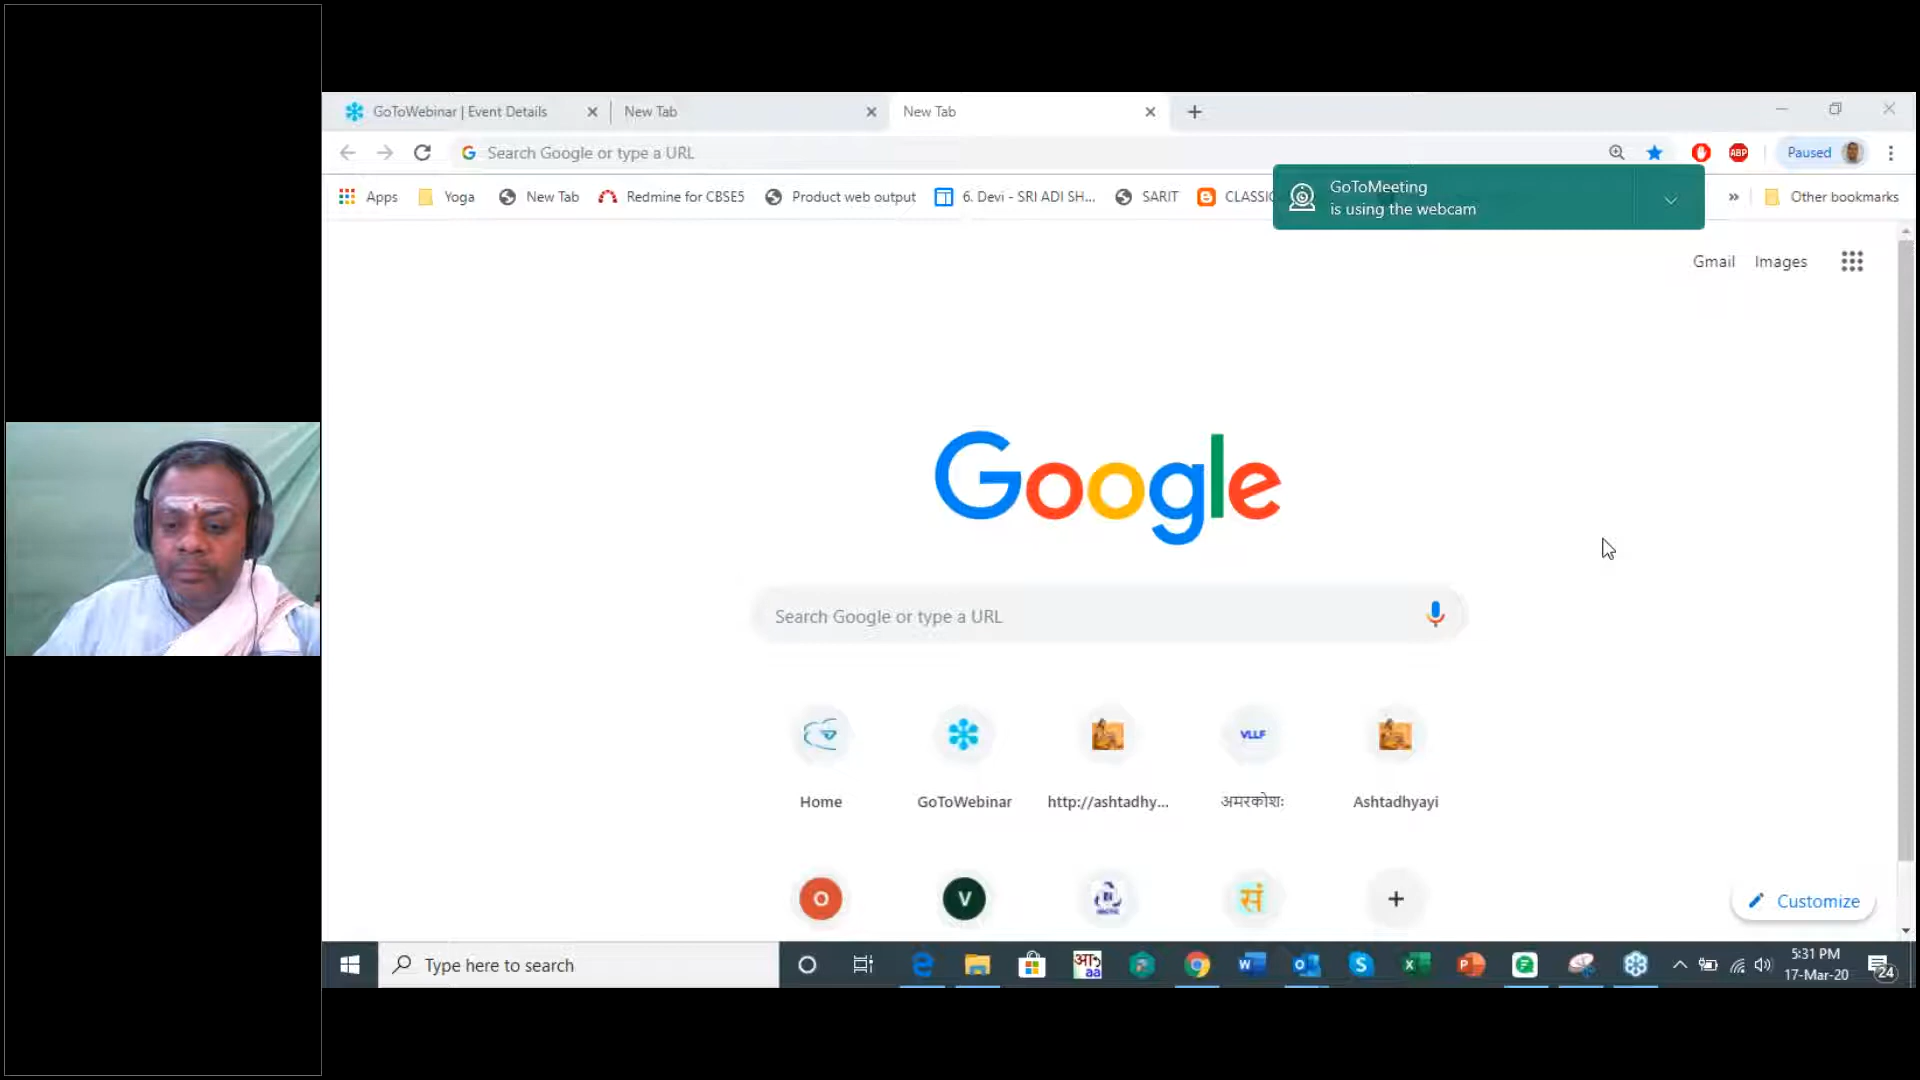 GoToWebinar | Event Details
New Tab
New Tab
Search Google or type a URL
ABP
Paused
Apps
Yoga
New Tab
Redmine for CBSE5
Product web output
6. Devi - SRI ADI SH...
SARIT
CLASSIC
GoToMeeting
is using the webcam
»
Other bookmarks
Gmail
Images
Google
Search Google or type a URL
VLLF
Home
GoToWebinar
http://ashtadhy...
अमरकोशः
Ashtadhyayi
O
V
सं
Customize
Type here to search
5:31 PM
17-Mar-20
24